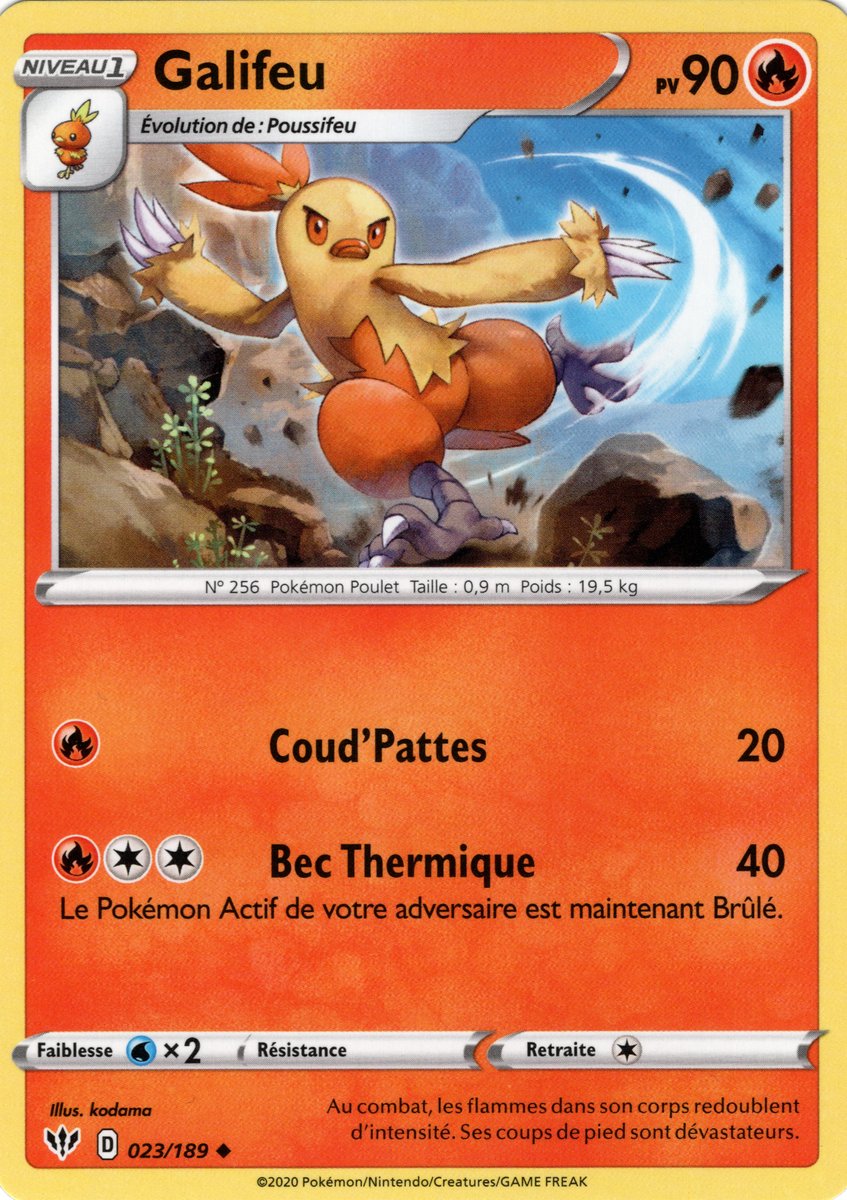 NIVEAU 1
Galifeu
PV 90
Évolution de : Poussifeu
Nº 256 Pokémon Poulet Taille : 0,9 m Poids : 19,5 kg
Coud'Pattes 20
Bec Thermique 40
Le Pokémon Actif de votre adversaire est maintenant Brûlé.
Faiblesse ×2 Résistance Retraite
Illus. kodama
Au combat, les flammes dans son corps redoublent
d'intensité. Ses coups de pied sont dévastateurs.
D 023/189
©2020 Pokémon/Nintendo/Creatures/GAME FREAK